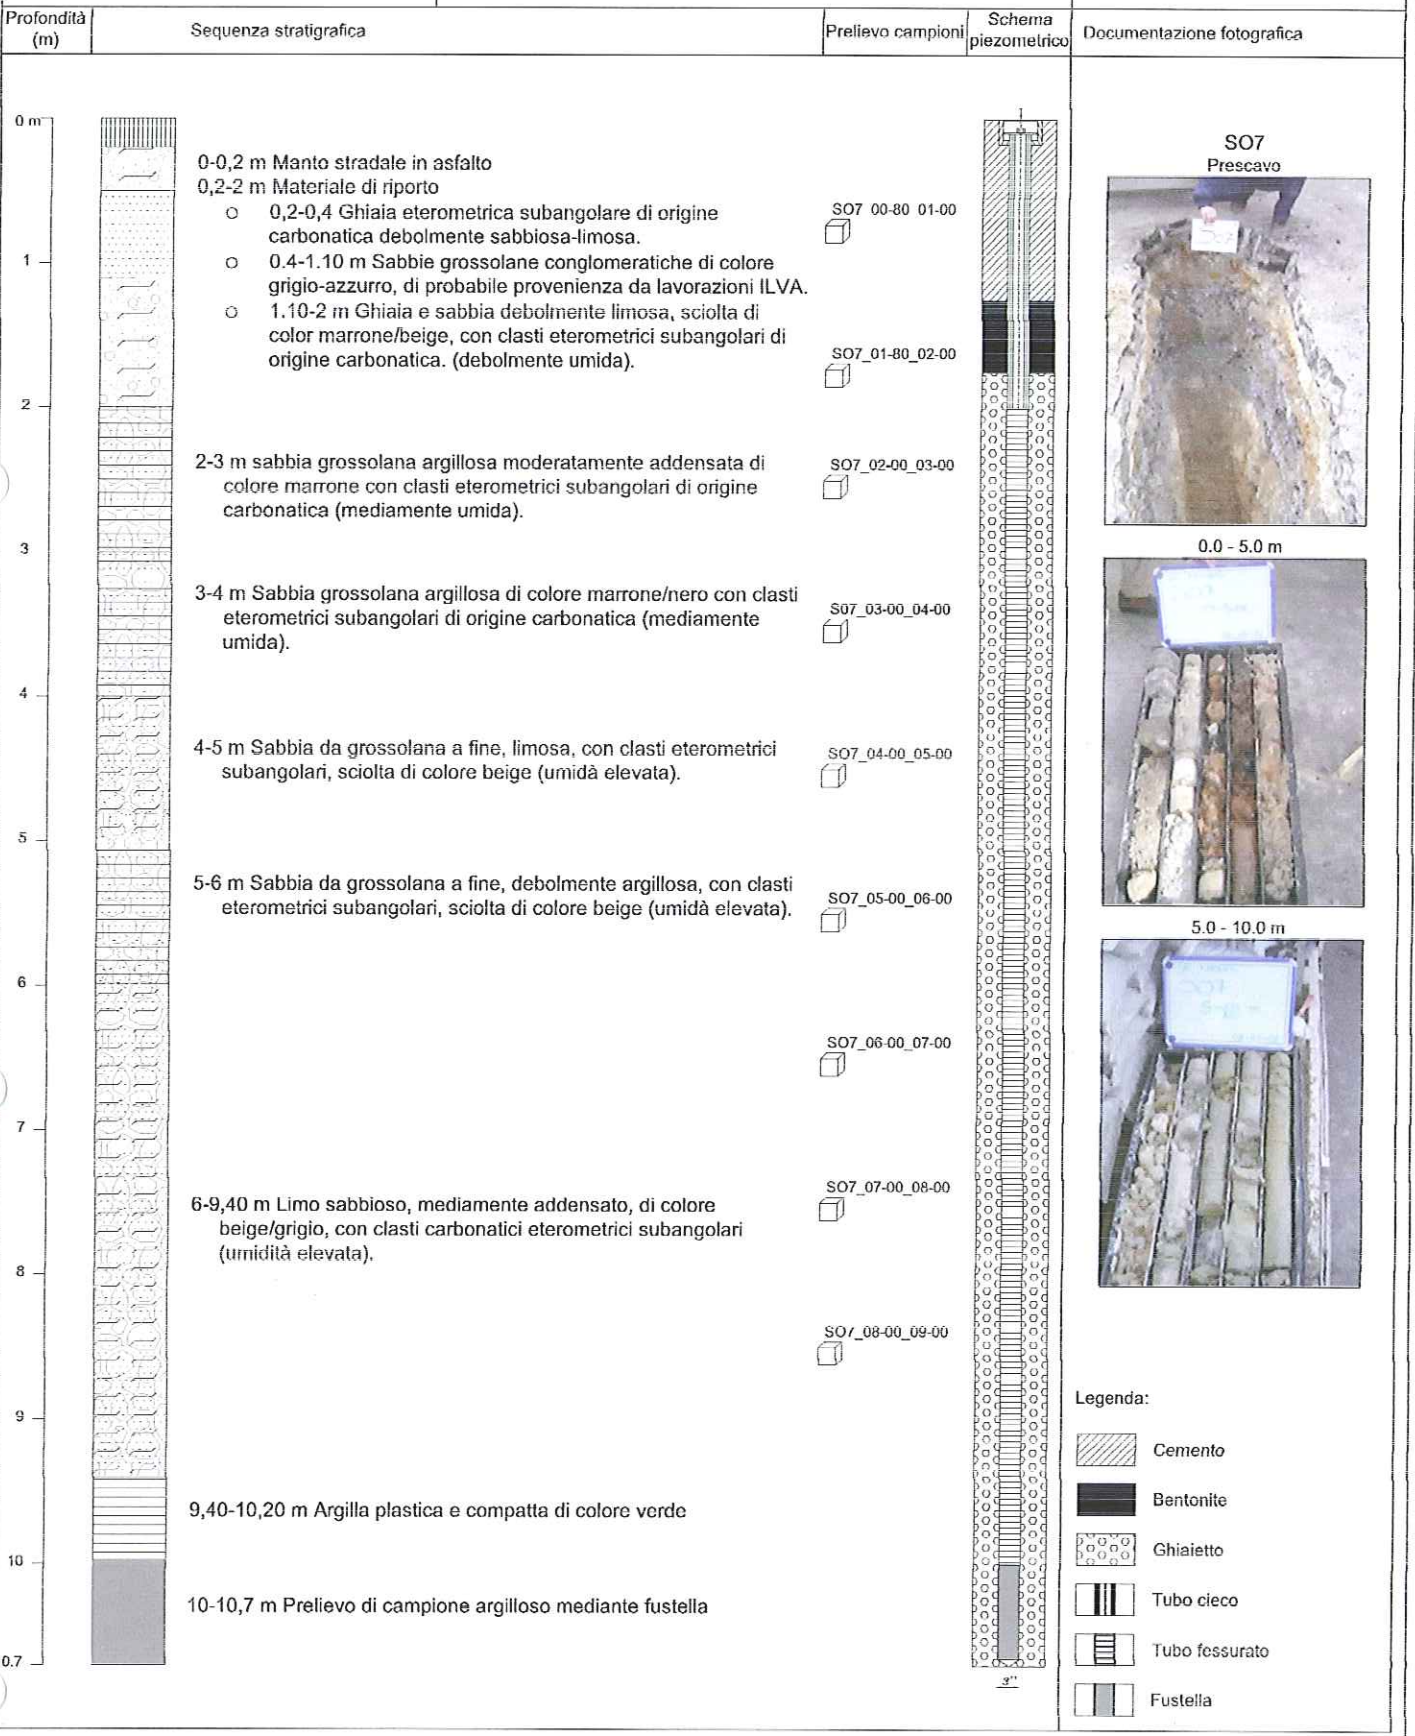 Profondità
(m)
Sequenza stratigrafica
Prelievo campioni
Schema
piezometrico
Documentazione fotografica
0 m
0-0,2 m Manto stradale in asfalto
0,2-2 m Materiale di riporto
○ 0,2-0,4 Ghiaia eterometrica subangolare di origine
carbonatica debolmente sabbiosa-limosa.
○ 0.4-1.10 m Sabbie grossolane conglomeratiche di colore
grigio-azzurro, di probabile provenienza da lavorazioni ILVA.
○ 1.10-2 m Ghiaia e sabbia debolmente limosa, sciolta di
color marrone/beige, con clasti eterometrici subangolari di
origine carbonatica. (debolmente umida).
SO7 00-80 01-00
1
SO7_01-80_02-00
2
2-3 m sabbia grossolana argillosa moderatamente addensata di
colore marrone con clasti eterometrici subangolari di origine
carbonatica (mediamente umida).
SO7_02-00_03-00
3
3-4 m Sabbia grossolana argillosa di colore marrone/nero con clasti
eterometrici subangolari di origine carbonatica (mediamente
umida).
S07_03-00_04-00
4
4-5 m Sabbia da grossolana a fine, limosa, con clasti eterometrici
subangolari, sciolta di colore beige (umidà elevata).
SO7_04-00_05-00
5
5-6 m Sabbia da grossolana a fine, debolmente argillosa, con clasti
eterometrici subangolari, sciolta di colore beige (umidà elevata).
SO7_05-00_06-00
6
SO7_06-00_07-00
7
6-9,40 m Limo sabbioso, mediamente addensato, di colore
beige/grigio, con clasti carbonatici eterometrici subangolari
(umidità elevata).
SO7_07-00_08-00
8
SO7_08-00_09-00
9
9,40-10,20 m Argilla plastica e compatta di colore verde
10
10-10,7 m Prelievo di campione argilloso mediante fustella
0.7
3"
SO7
Prescavo
0.0 - 5.0 m
5.0 - 10.0 m
Legenda:
Cemento
Bentonite
Ghiaietto
Tubo cieco
Tubo fessurato
Fustella